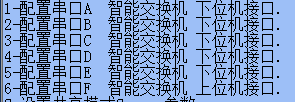 1-配置串口A 智能交换机 下位机接口.
2-配置串口B 智能交换机 下位机接口.
3-配置串口C 智能交换机 下位机接口.
4-配置串口D 智能交换机 下位机接口.
5-配置串口E 智能交换机 下位机接口.
6-配置串口F 智能交换机 上位机接口.